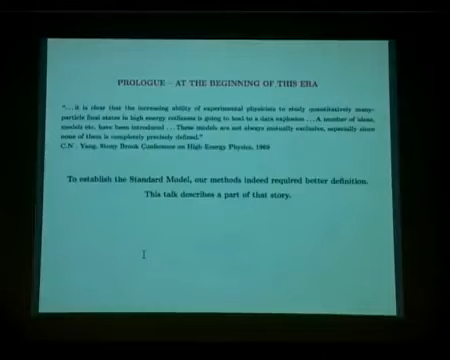 PROLOGUE – AT THE BEGINNING OF THIS ERA
"...it is clear that the increasing ability of experimental physicists to study quantitatively many-
particle final states in high energy collisions is going to lead to a data explosion ...A number of ideas,
models etc. have been introduced ...These models are not always mutually exclusive, especially since
none of them is completely precisely defined."
C.N . Yang, Stony Brook Conference on High Energy Physics, 1969
To establish the Standard Model, our methods indeed required better definition.
This talk describes a part of that story.